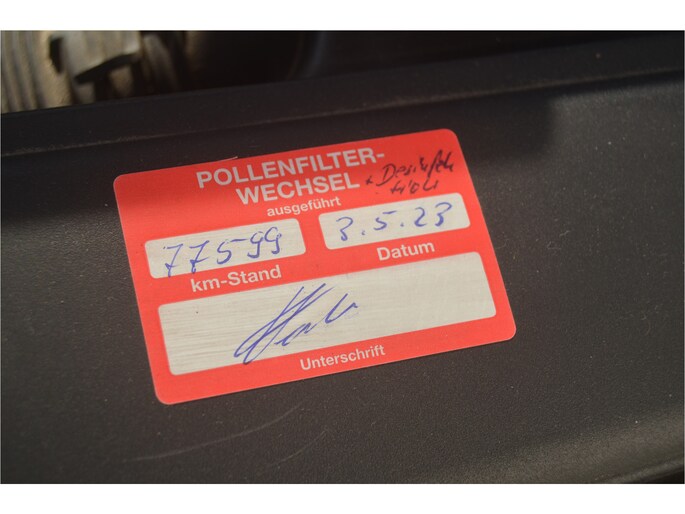 POLLENFILTER-
WECHSEL
ausgeführt
77599 3.5.23
km-Stand Datum
Unterschrift